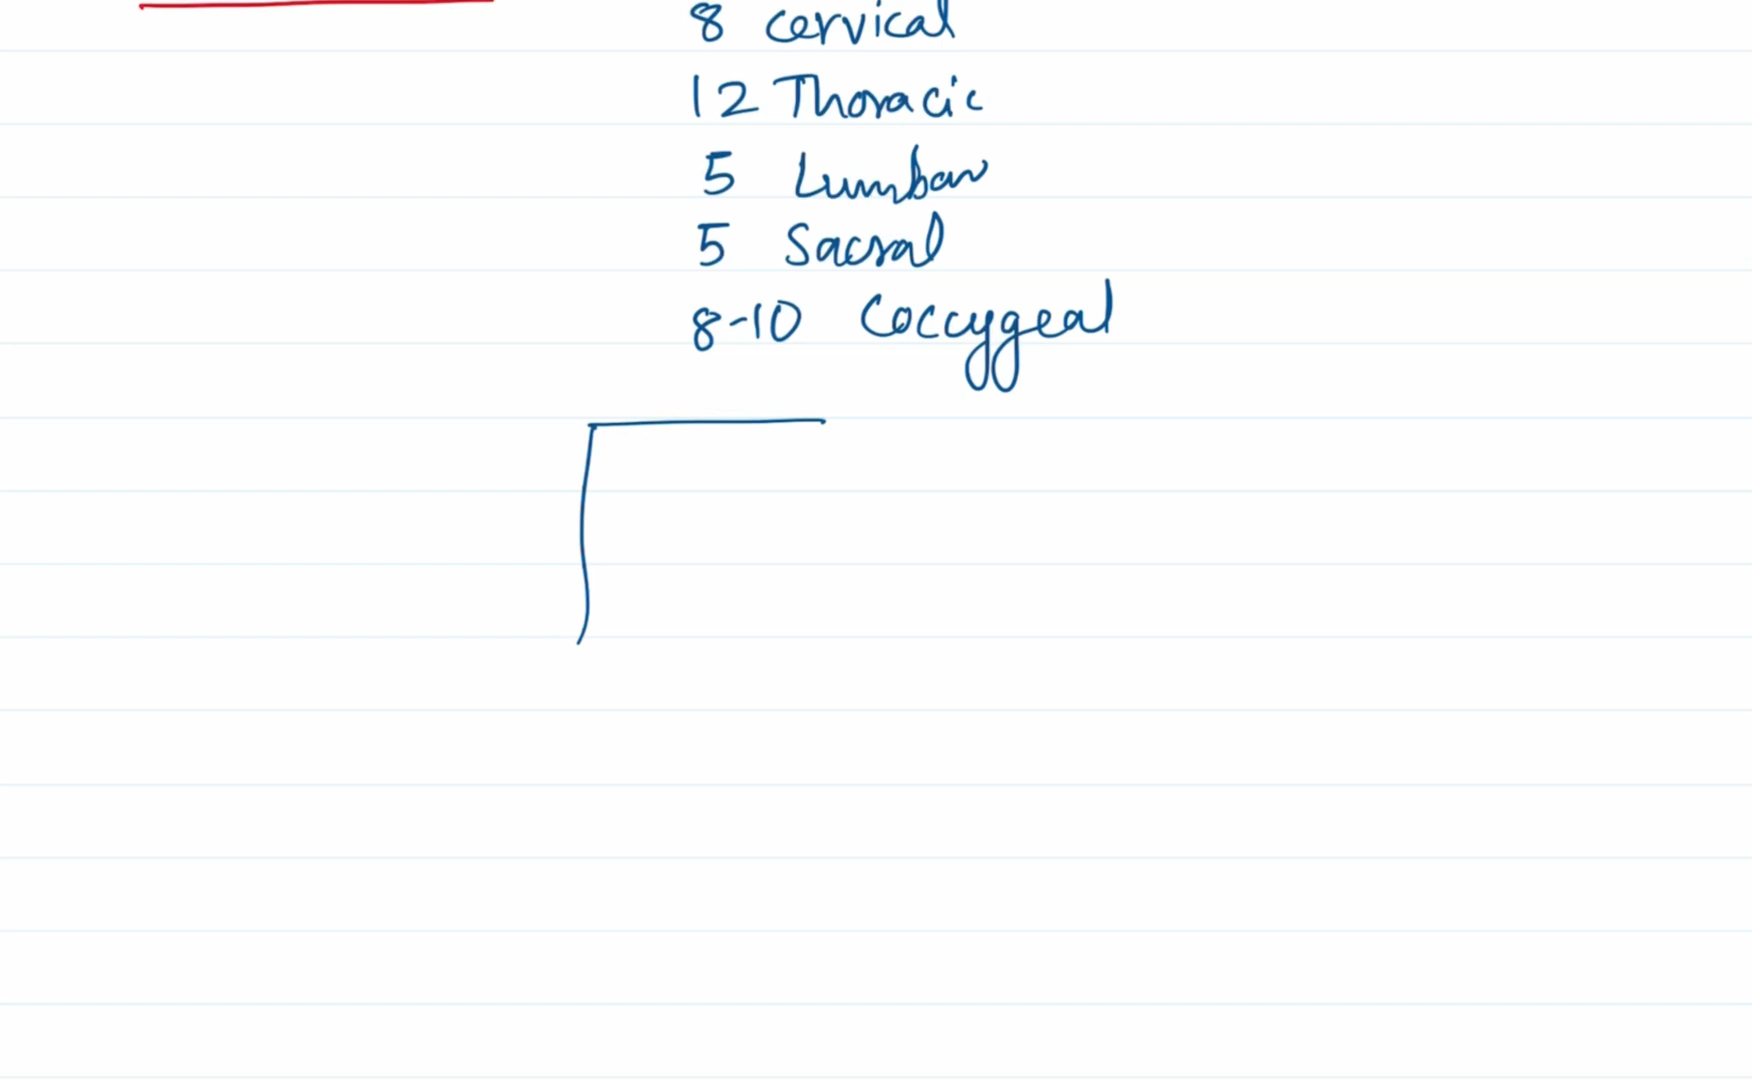 8 Cervical
12 Thoracic
5 Lumbar
5 Sacral
8-10 Coccygeal